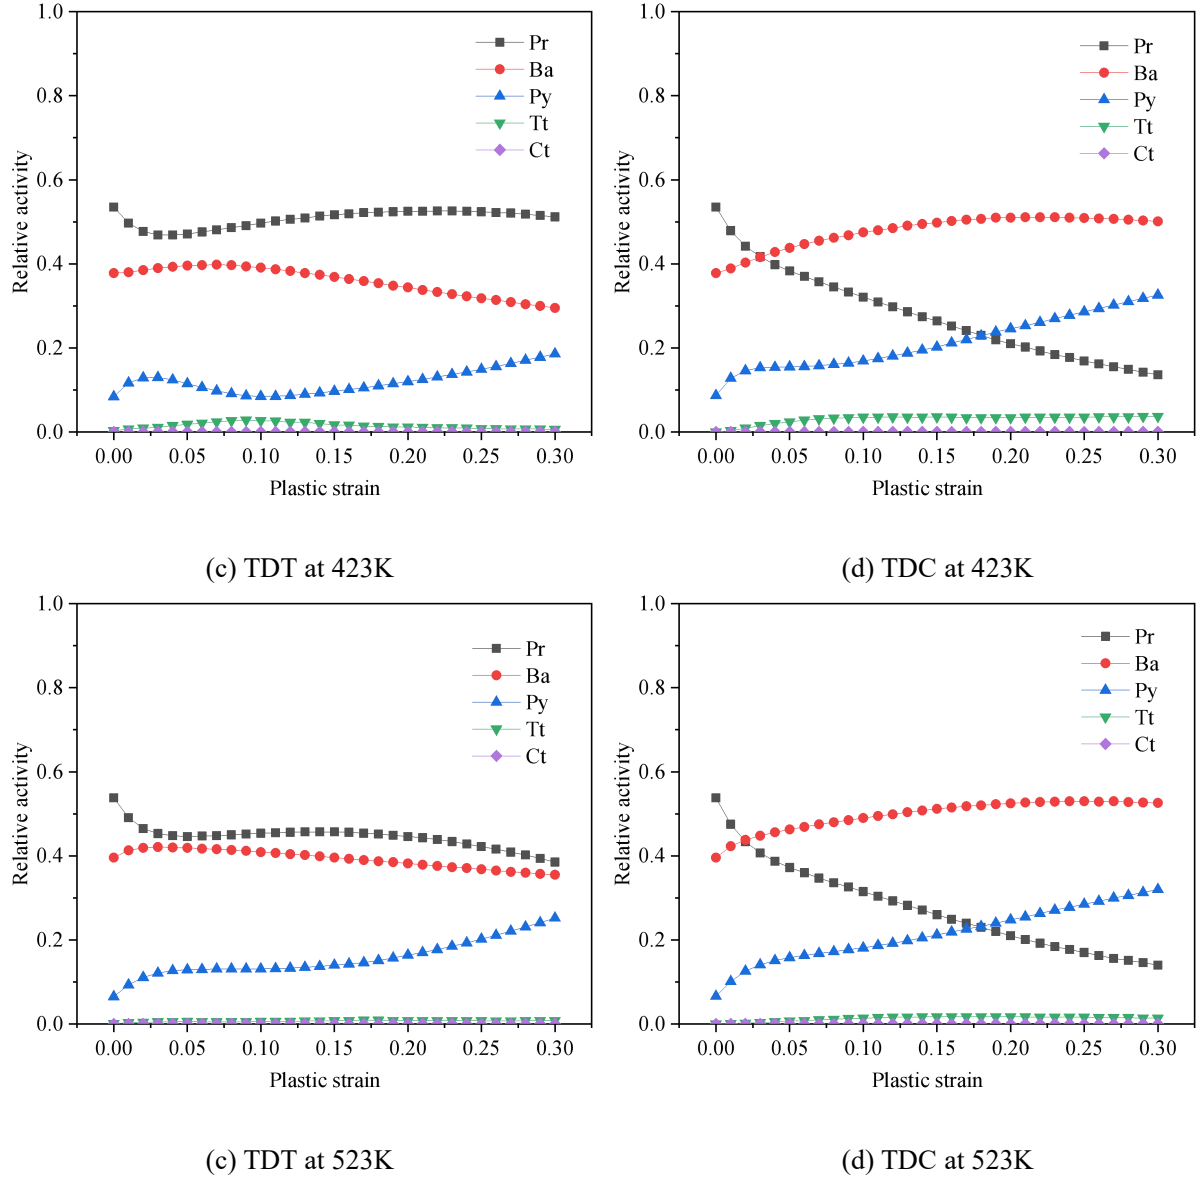 1.0
0.8
0.6
0.4
0.2
0.0
Relative activity
Pr
Ba
Py
Tt
Ct
0.00 0.05 0.10 0.15 0.20 0.25 0.30
Plastic strain
(c) TDT at 423K
1.0
0.8
0.6
0.4
0.2
0.0
Relative activity
Pr
Ba
Py
Tt
Ct
0.00 0.05 0.10 0.15 0.20 0.25 0.30
Plastic strain
(d) TDC at 423K
1.0
0.8
0.6
0.4
0.2
0.0
Relative activity
Pr
Ba
Py
Tt
Ct
0.00 0.05 0.10 0.15 0.20 0.25 0.30
Plastic strain
(c) TDT at 523K
1.0
0.8
0.6
0.4
0.2
0.0
Relative activity
Pr
Ba
Py
Tt
Ct
0.00 0.05 0.10 0.15 0.20 0.25 0.30
Plastic strain
(d) TDC at 523K